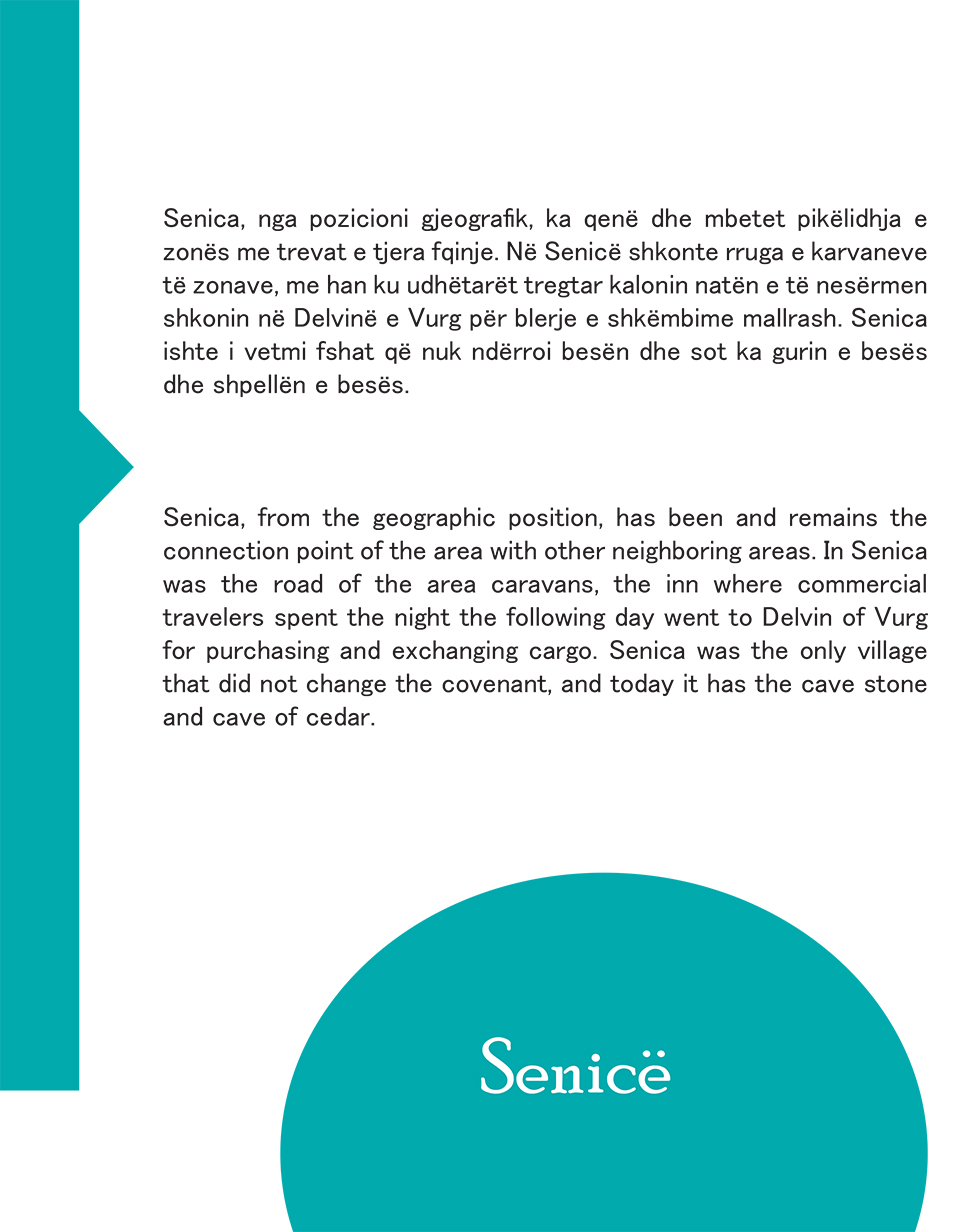 Senica, nga pozicioni gjeografik, ka qenë dhe mbetet pikëlidhja e
zonës me trevat e tjera fqinje. Në Senicë shkonte rruga e karvaneve
të zonave, me han ku udhëtarët tregtar kalonin natën e të nesërmen
shkonin në Delvinë e Vurg për blerje e shkëmbime mallrash. Senica
ishte i vetmi fshat që nuk ndërroi besën dhe sot ka gurin e besës
dhe shpellën e besës.
Senica, from the geographic position, has been and remains the
connection point of the area with other neighboring areas. In Senica
was the road of the area caravans, the inn where commercial
travelers spent the night the following day went to Delvin of Vurg
for purchasing and exchanging cargo. Senica was the only village
that did not change the covenant, and today it has the cave stone
and cave of cedar.
Senicë